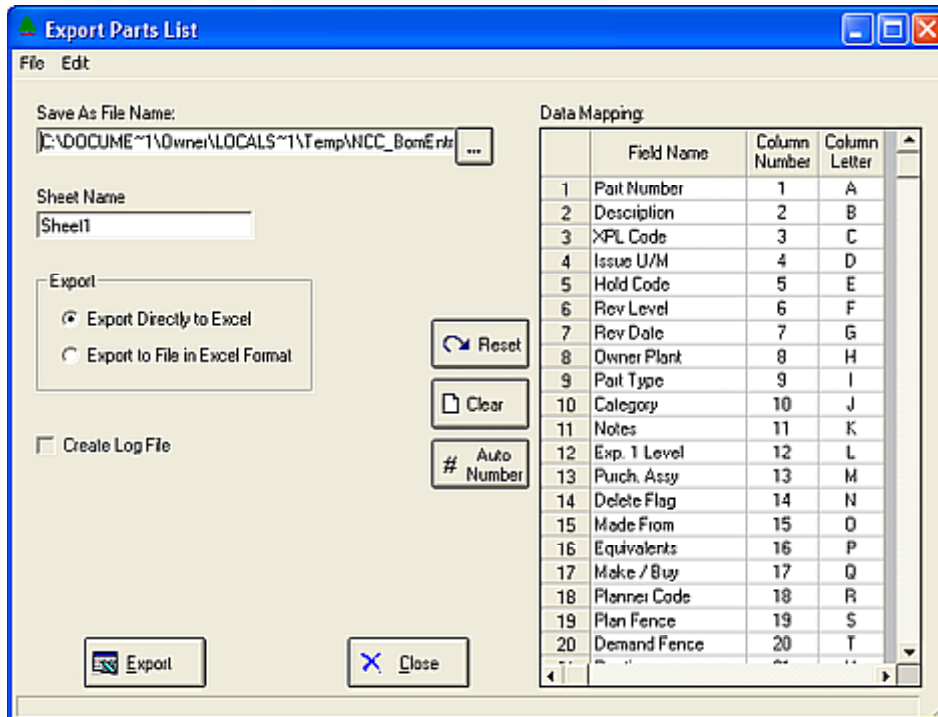 Export Parts List
File Edit
Save As File Name:
C:\DOCUME~1\Owner\LOCALS~1\Temp\NCC_BomEntr
...
Sheet Name
Sheet1
Export
Export Directly to Excel
Export to File in Excel Format
Create Log File
Reset
Clear
# Auto Number
Export
Close
Data Mapping:
Field Name Column Number Column Letter
1 Part Number 1 A
2 Description 2 B
3 XPL Code 3 C
4 Issue U/M 4 D
5 Hold Code 5 E
6 Rev Level 6 F
7 Rev Date 7 G
8 Owner Plant 8 H
9 Part Type 9 I
10 Category 10 J
11 Notes 11 K
12 Exp. 1 Level 12 L
13 Purch. Assy 13 M
14 Delete Flag 14 N
15 Made From 15 O
16 Equivalents 16 P
17 Make / Buy 17 Q
18 Planner Code 18 R
19 Plan Fence 19 S
20 Demand Fence 20 T